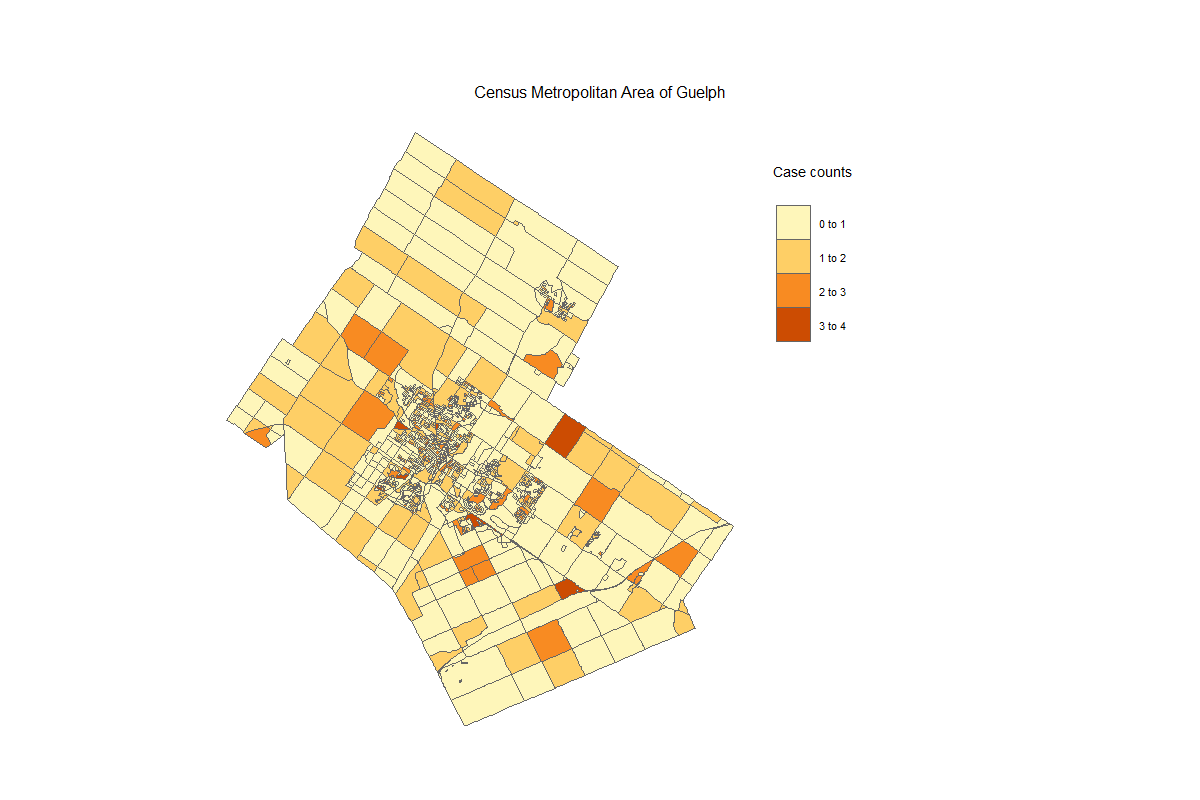 Census Metropolitan Area of Guelph
Case counts
0 to 1
1 to 2
2 to 3
3 to 4